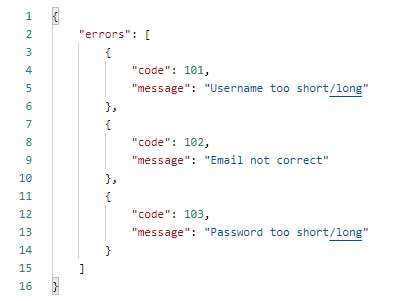 1 {
2     "errors": [
3         {
4             "code": 101,
5             "message": "Username too short/long"
6         },
7         {
8             "code": 102,
9             "message": "Email not correct"
10         },
11         {
12             "code": 103,
13             "message": "Password too short/long"
14         }
15     ]
16 }